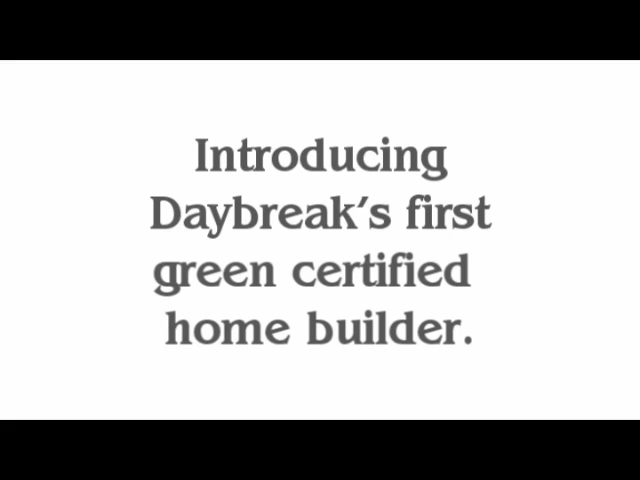 Introducing
Daybreak's first
green certified
home builder.